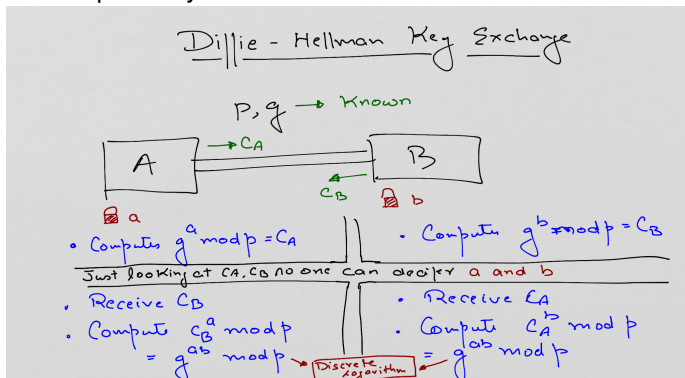 Diffie - Hellman Key Exchange
P, g → Known
→ CA
A
B
CB ←
a
b
• Computes g^a mod p = CA
• Computes g^b mod p = CB
Just looking at CA, CB no one can decifer a and b
• Receive CB
• Receive CA
• Compute CB^a mod p
• Compute CA^b mod p
= g^ab mod p
= g^ab mod p
Discrete
Logarithm